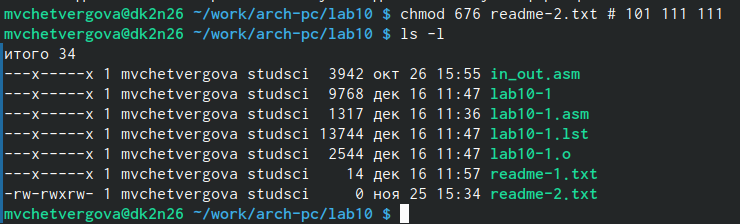 mvchetvergova@dk2n26 ~/work/arch-pc/lab10 $ chmod 676 readme-2.txt # 101 111 111
mvchetvergova@dk2n26 ~/work/arch-pc/lab10 $ ls -l
итого 34
---x-----x 1 mvchetvergova studsci 3942 окт 26 15:55 in_out.asm
---x-----x 1 mvchetvergova studsci 9768 дек 16 11:47 lab10-1
---x-----x 1 mvchetvergova studsci 1317 дек 16 11:36 lab10-1.asm
---x-----x 1 mvchetvergova studsci 13744 дек 16 11:47 lab10-1.lst
---x-----x 1 mvchetvergova studsci 2544 дек 16 11:47 lab10-1.o
---x-----x 1 mvchetvergova studsci 14 дек 16 11:57 readme-1.txt
-rw-rwxrw- 1 mvchetvergova studsci 0 ноя 25 15:34 readme-2.txt
mvchetvergova@dk2n26 ~/work/arch-pc/lab10 $